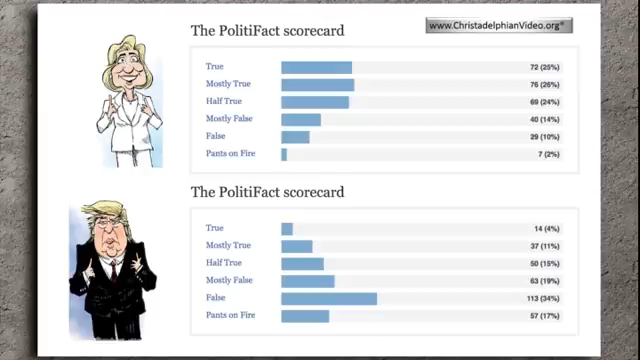 The PolitiFact scorecard
www.ChristadelphianVideo.org®
True 72 (25%)
Mostly True 76 (26%)
Half True 69 (24%)
Mostly False 40 (14%)
False 29 (10%)
Pants on Fire 7 (2%)
The PolitiFact scorecard
True 14 (4%)
Mostly True 37 (11%)
Half True 50 (15%)
Mostly False 63 (19%)
False 113 (34%)
Pants on Fire 57 (17%)